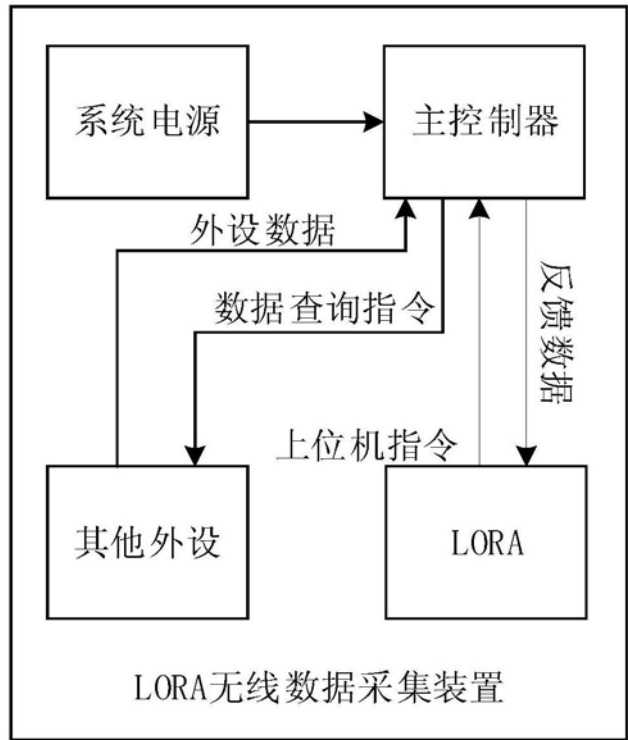 系统电源
主控制器
外设数据
数据查询指令
反馈数据
上位机指令
其他外设
LORA
LORA无线数据采集装置